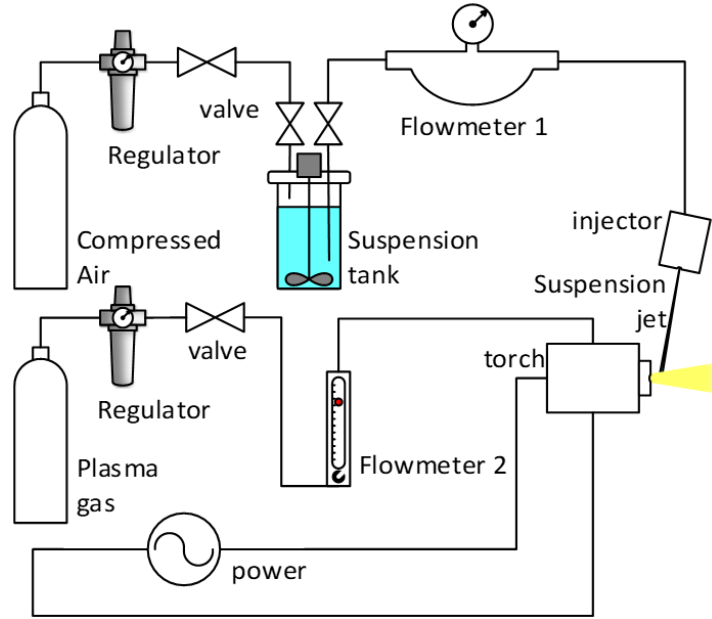 valve
Flowmeter 1
Regulator
injector
Compressed
Air
Suspension
tank
Suspension
jet
valve
torch
Regulator
Plasma
gas
Flowmeter 2
power